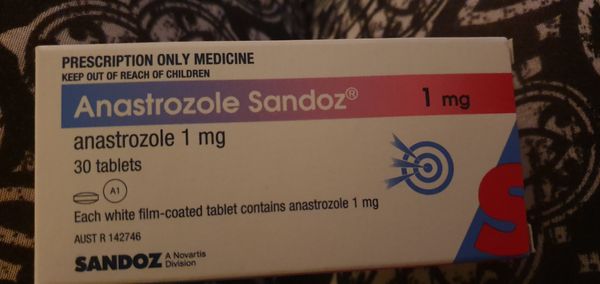 PRESCRIPTION ONLY MEDICINE
KEEP OUT OF REACH OF CHILDREN
Anastrozole Sandoz® 1 mg
anastrozole 1 mg
30 tablets
A1
Each white film-coated tablet contains anastrozole 1 mg
AUST R 142746
SANDOZ A Novartis
Division
S